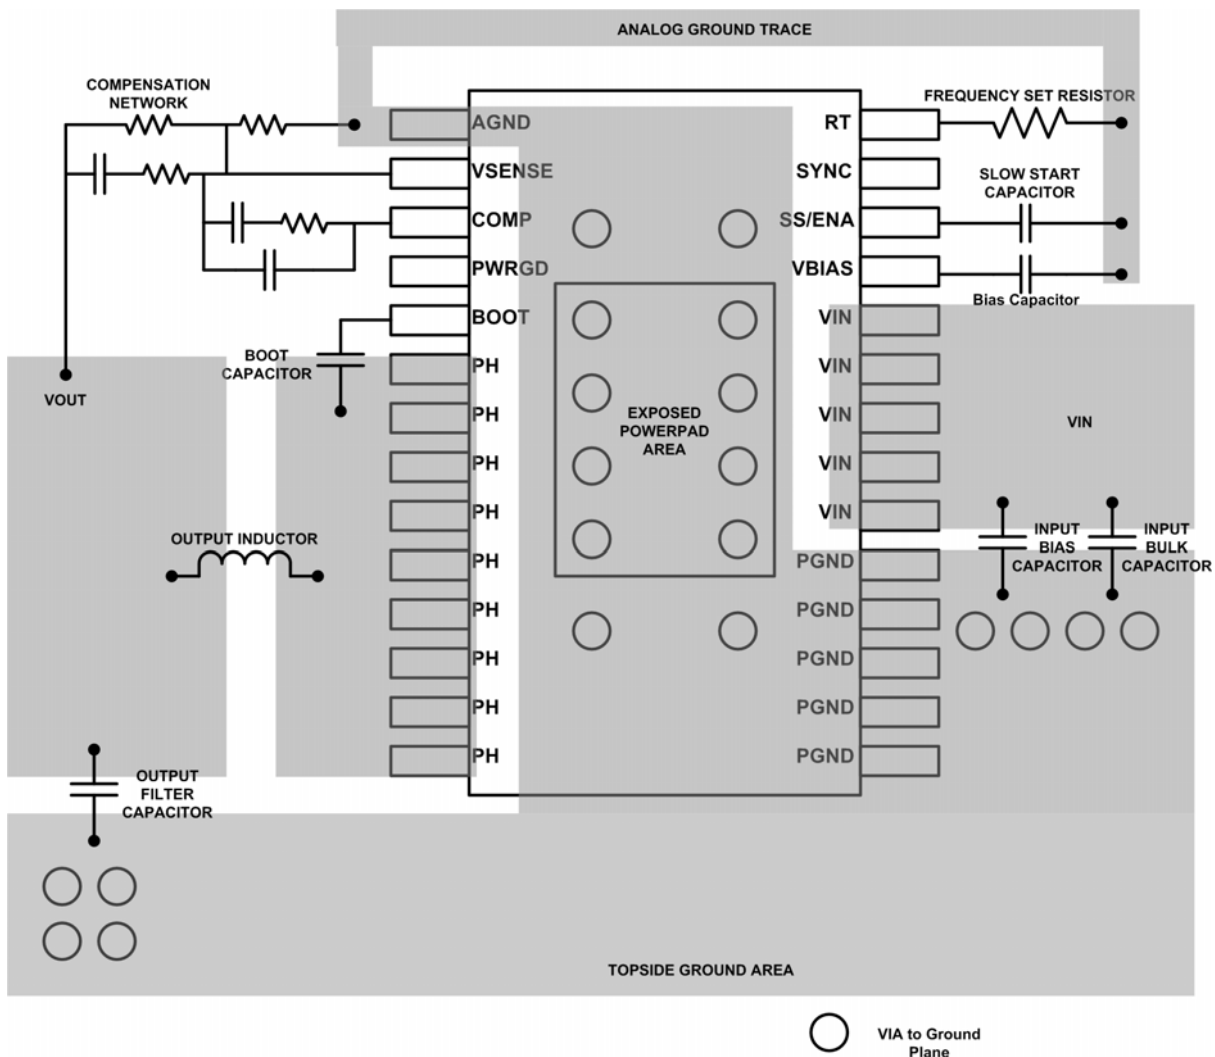 ANALOG GROUND TRACE
COMPENSATION
NETWORK
FREQUENCY SET RESISTOR
AGND
RT
VSENSE
SYNC
SLOW START
CAPACITOR
COMP
SS/ENA
PWRGD
VBIAS
Bias Capacitor
BOOT
VIN
BOOT
CAPACITOR
PH
VIN
VOUT
PH
VIN
EXPOSED
POWERPAD
AREA
VIN
PH
VIN
PH
VIN
INPUT
BIAS
CAPACITOR
INPUT
BULK
CAPACITOR
OUTPUT INDUCTOR
PH
PGND
PH
PGND
PH
PGND
PH
PGND
PH
PGND
OUTPUT
FILTER
CAPACITOR
TOPSIDE GROUND AREA
VIA to Ground
Plane